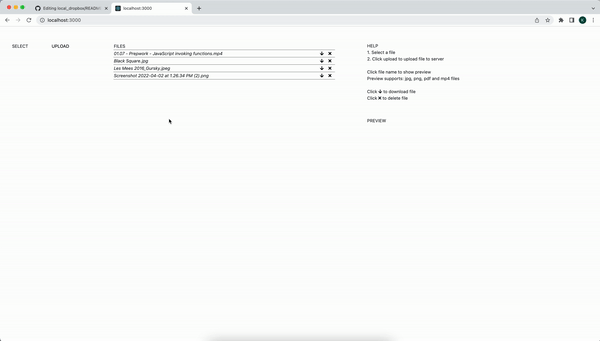 Editing local_dropbox/READM
localhost:3000
localhost:3000
SELECT
UPLOAD
FILES
01.07 - Prepwork - JavaScript invoking functions.mp4
Black Square.jpg
Les Mees 2016_Gursky.jpeg
Screenshot 2022-04-02 at 1.26.34 PM (2).png
HELP
1. Select a file
2. Click upload to upload file to server
Click file name to show preview
Preview supports: jpg, png, pdf and mp4 files
Click 🡳 to download file
Click ✖ to delete file
PREVIEW